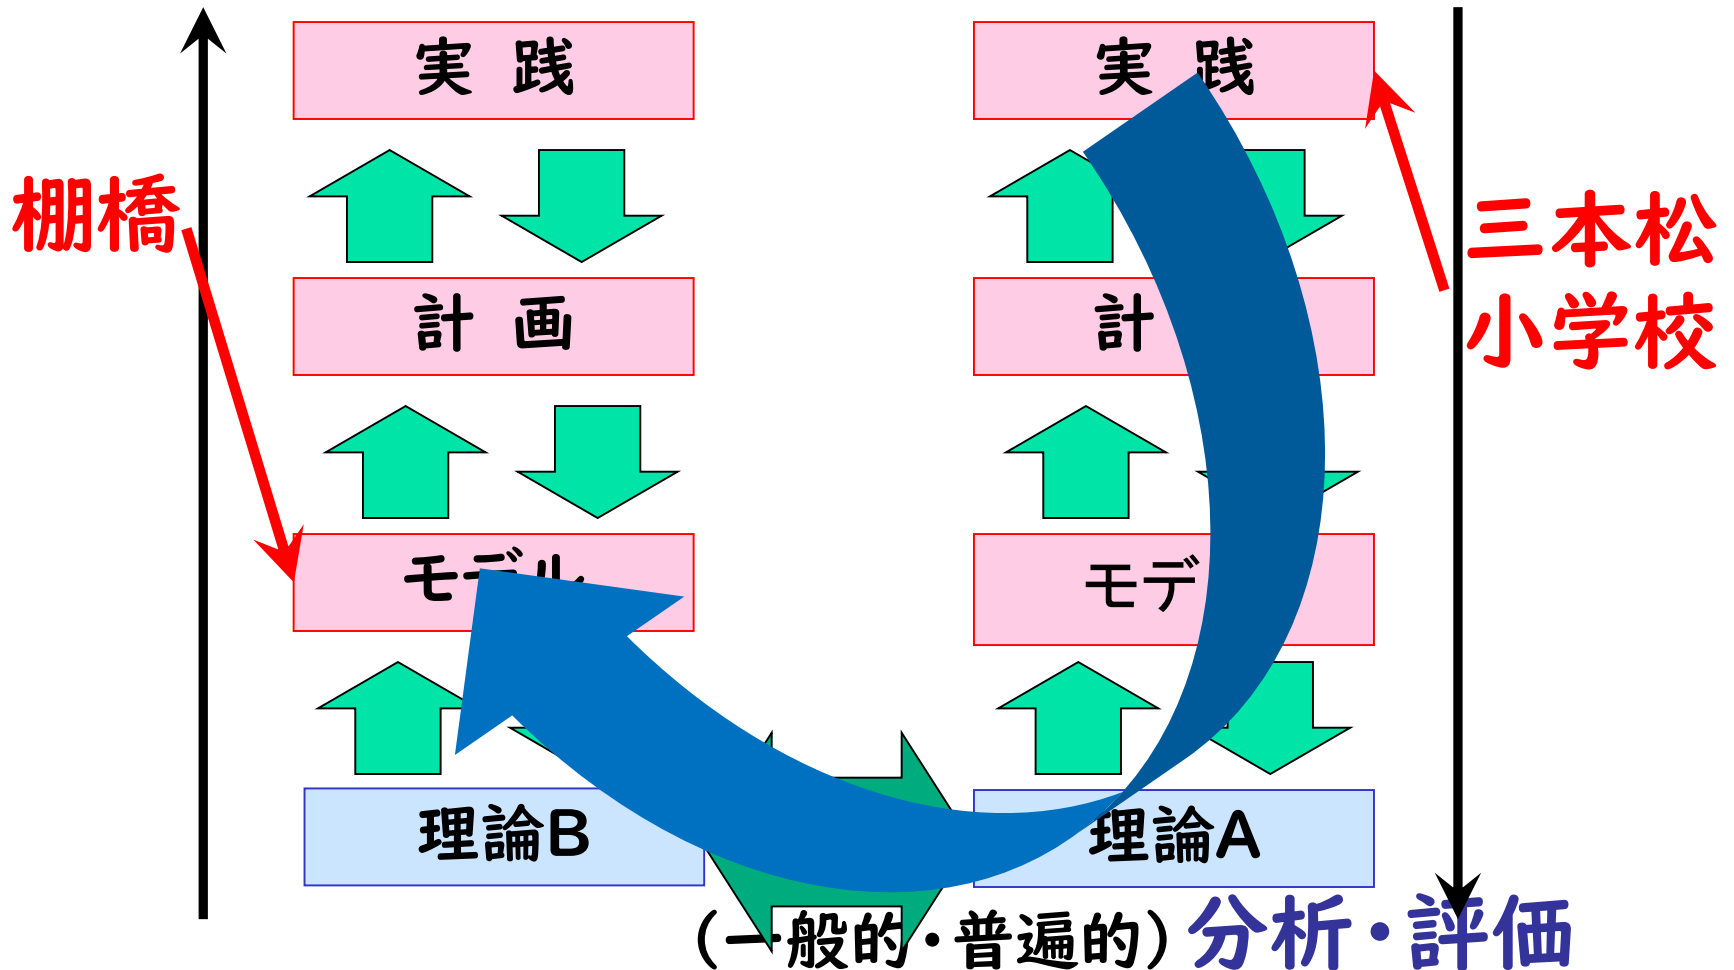 実 践
実 践
棚橋
三本松
小学校
計 画
計
モデル
モデ
理論B
理論A
（一般的・普遍的）
分析・評価